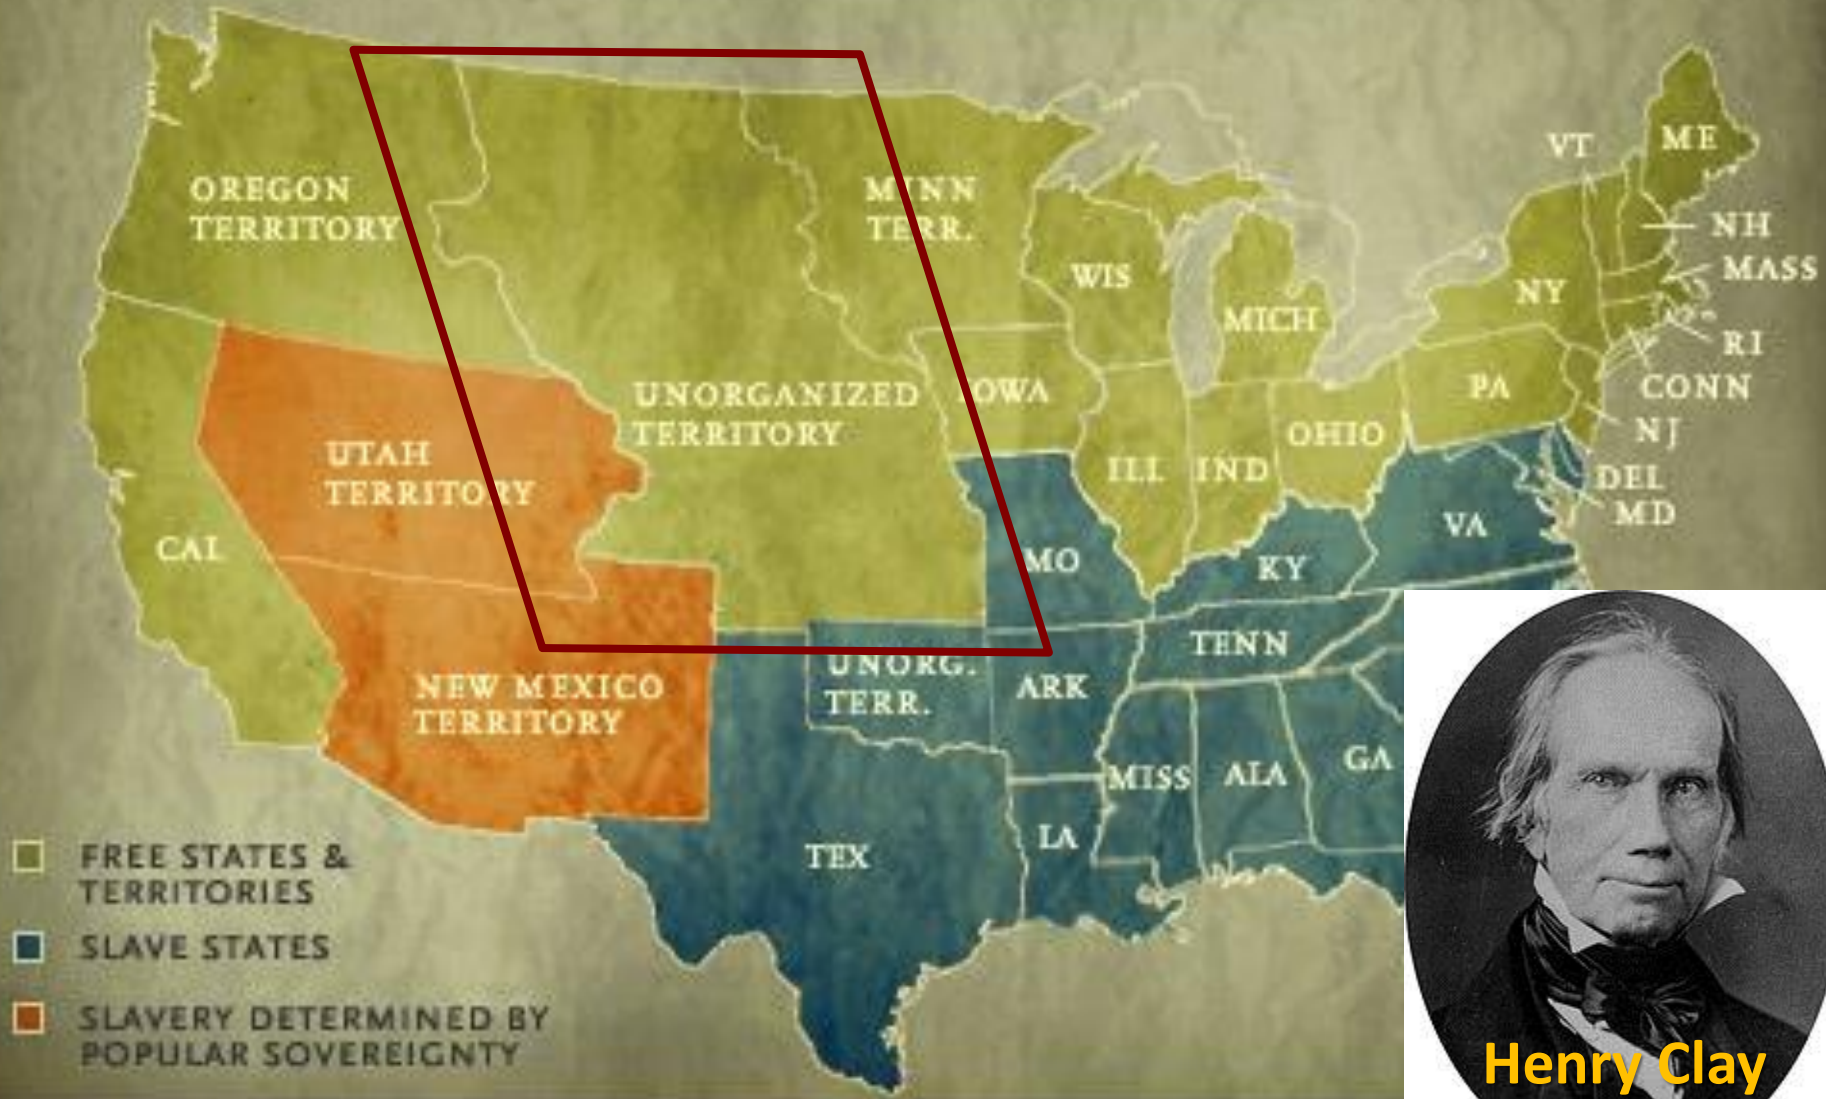 OREGON
TERRITORY
MINN
TERR.
WIS
MICH
VT
ME
NH
MASS
NY
RI
CONN
PA
NJ
UNORGANIZED
TERRITORY
IOWA
ILL
IND
OHIO
DEL
MD
UTAH
TERRITORY
CAL
MO
KY
VA
NEW MEXICO
TERRITORY
UNORG.
TERR.
ARK
TENN
MISS
ALA
GA
TEX
LA
FREE STATES &
TERRITORIES
SLAVE STATES
SLAVERY DETERMINED BY
POPULAR SOVEREIGNTY
Henry Clay